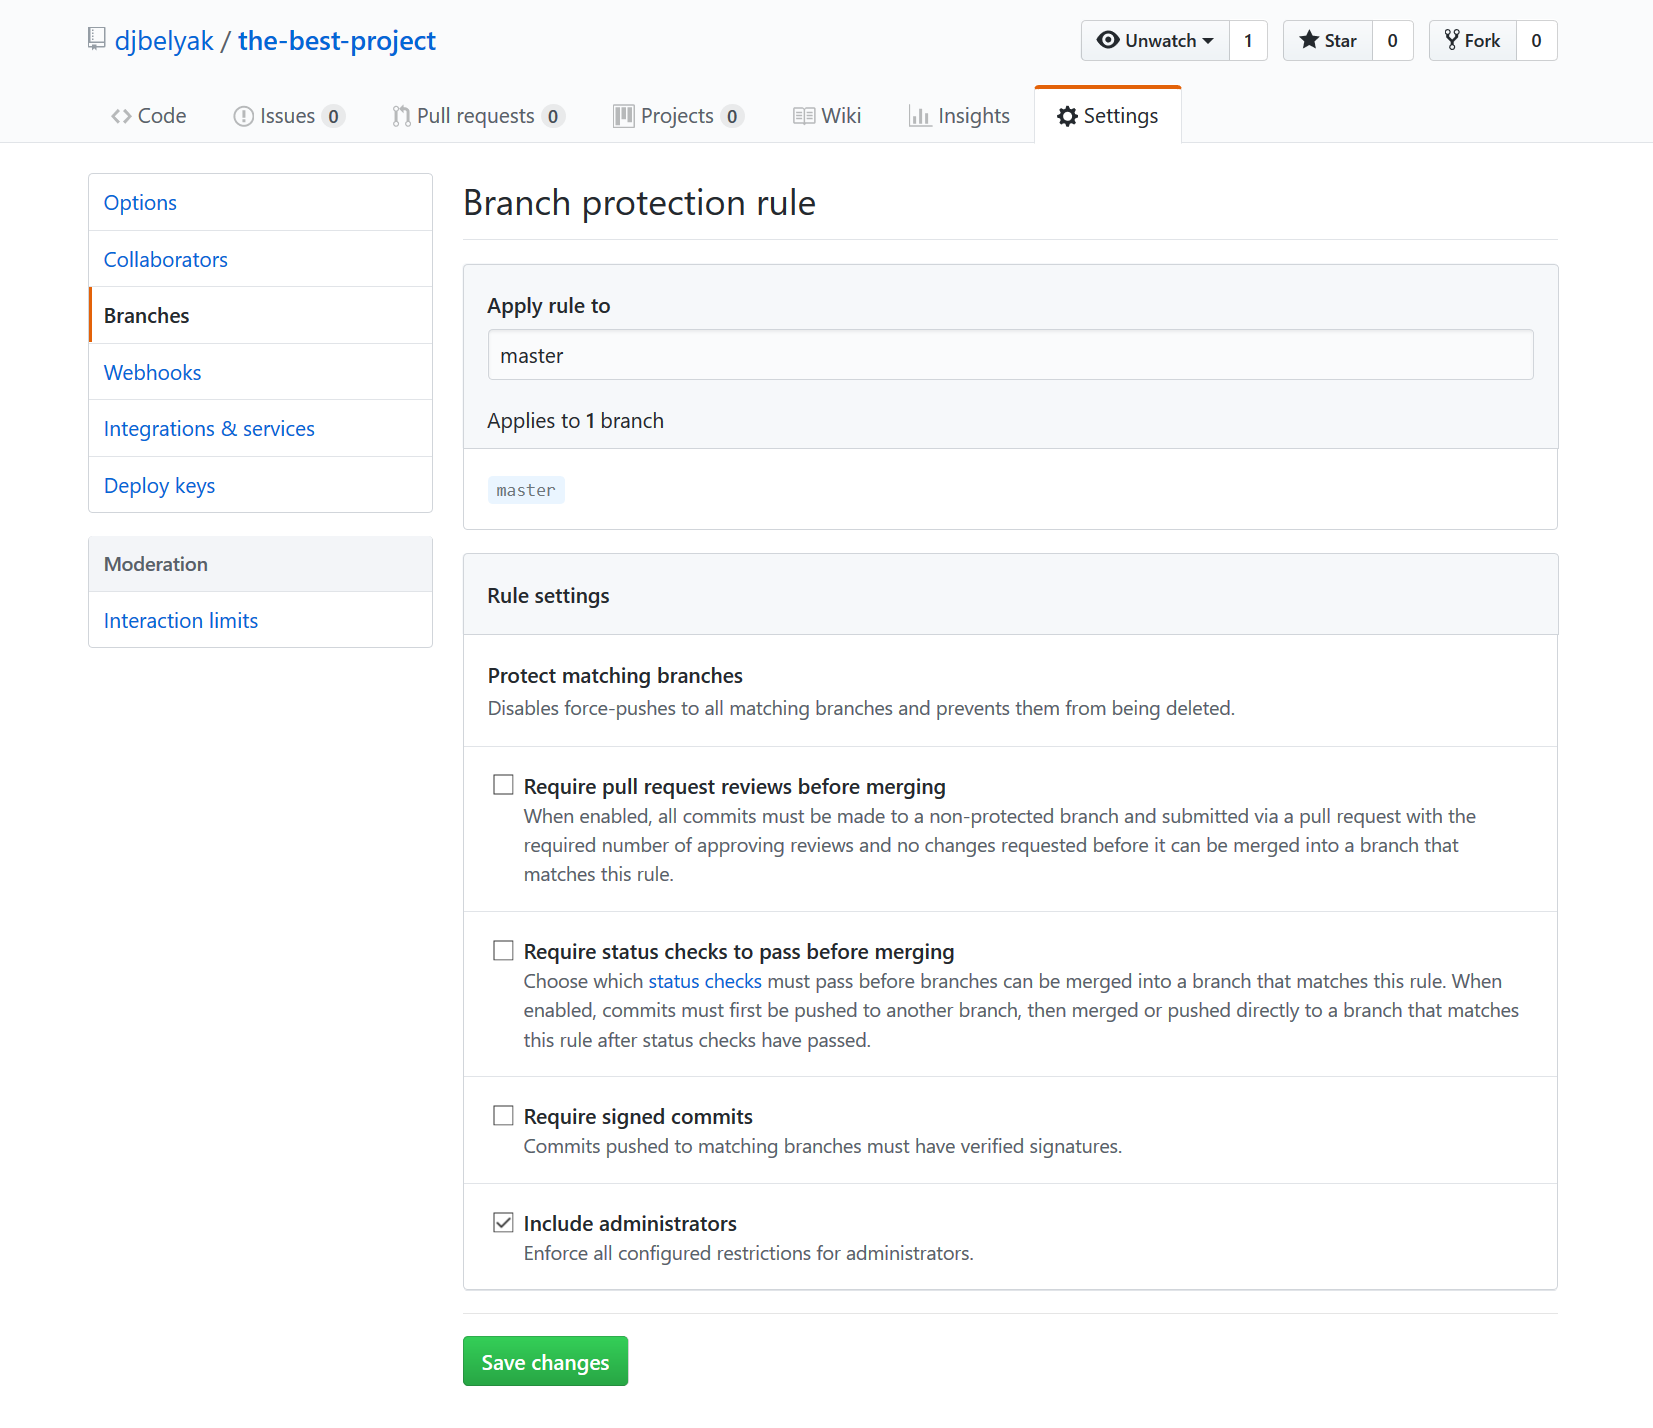 djbelyak / the-best-project
Unwatch 1 Star 0 Fork 0
Code Issues 0 Pull requests 0 Projects 0 Wiki Insights Settings
Options
Collaborators
Branches
Webhooks
Integrations & services
Deploy keys
Moderation
Interaction limits
Branch protection rule
Apply rule to
master
Applies to 1 branch
master
Rule settings
Protect matching branches
Disables force-pushes to all matching branches and prevents them from being deleted.
Require pull request reviews before merging
When enabled, all commits must be made to a non-protected branch and submitted via a pull request with the
required number of approving reviews and no changes requested before it can be merged into a branch that
matches this rule.
Require status checks to pass before merging
Choose which status checks must pass before branches can be merged into a branch that matches this rule. When
enabled, commits must first be pushed to another branch, then merged or pushed directly to a branch that matches
this rule after status checks have passed.
Require signed commits
Commits pushed to matching branches must have verified signatures.
Include administrators
Enforce all configured restrictions for administrators.
Save changes